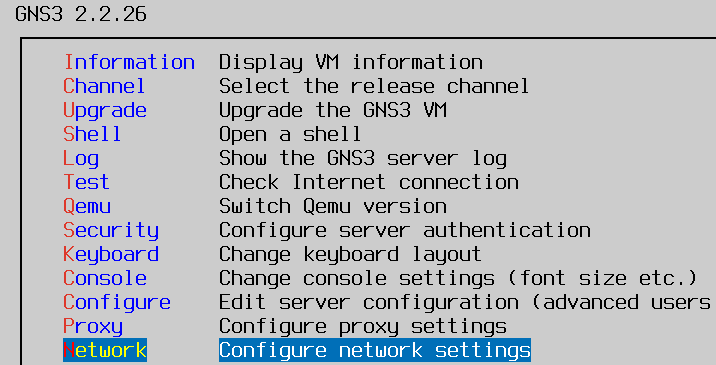 GNS3 2.2.26
Information Display VM information
Channel Select the release channel
Upgrade Upgrade the GNS3 VM
Shell Open a shell
Log Show the GNS3 server log
Test Check Internet connection
Qemu Switch Qemu version
Security Configure server authentication
Keyboard Change keyboard layout
Console Change console settings (font size etc.)
Configure Edit server configuration (advanced users
Proxy Configure proxy settings
Network Configure network settings